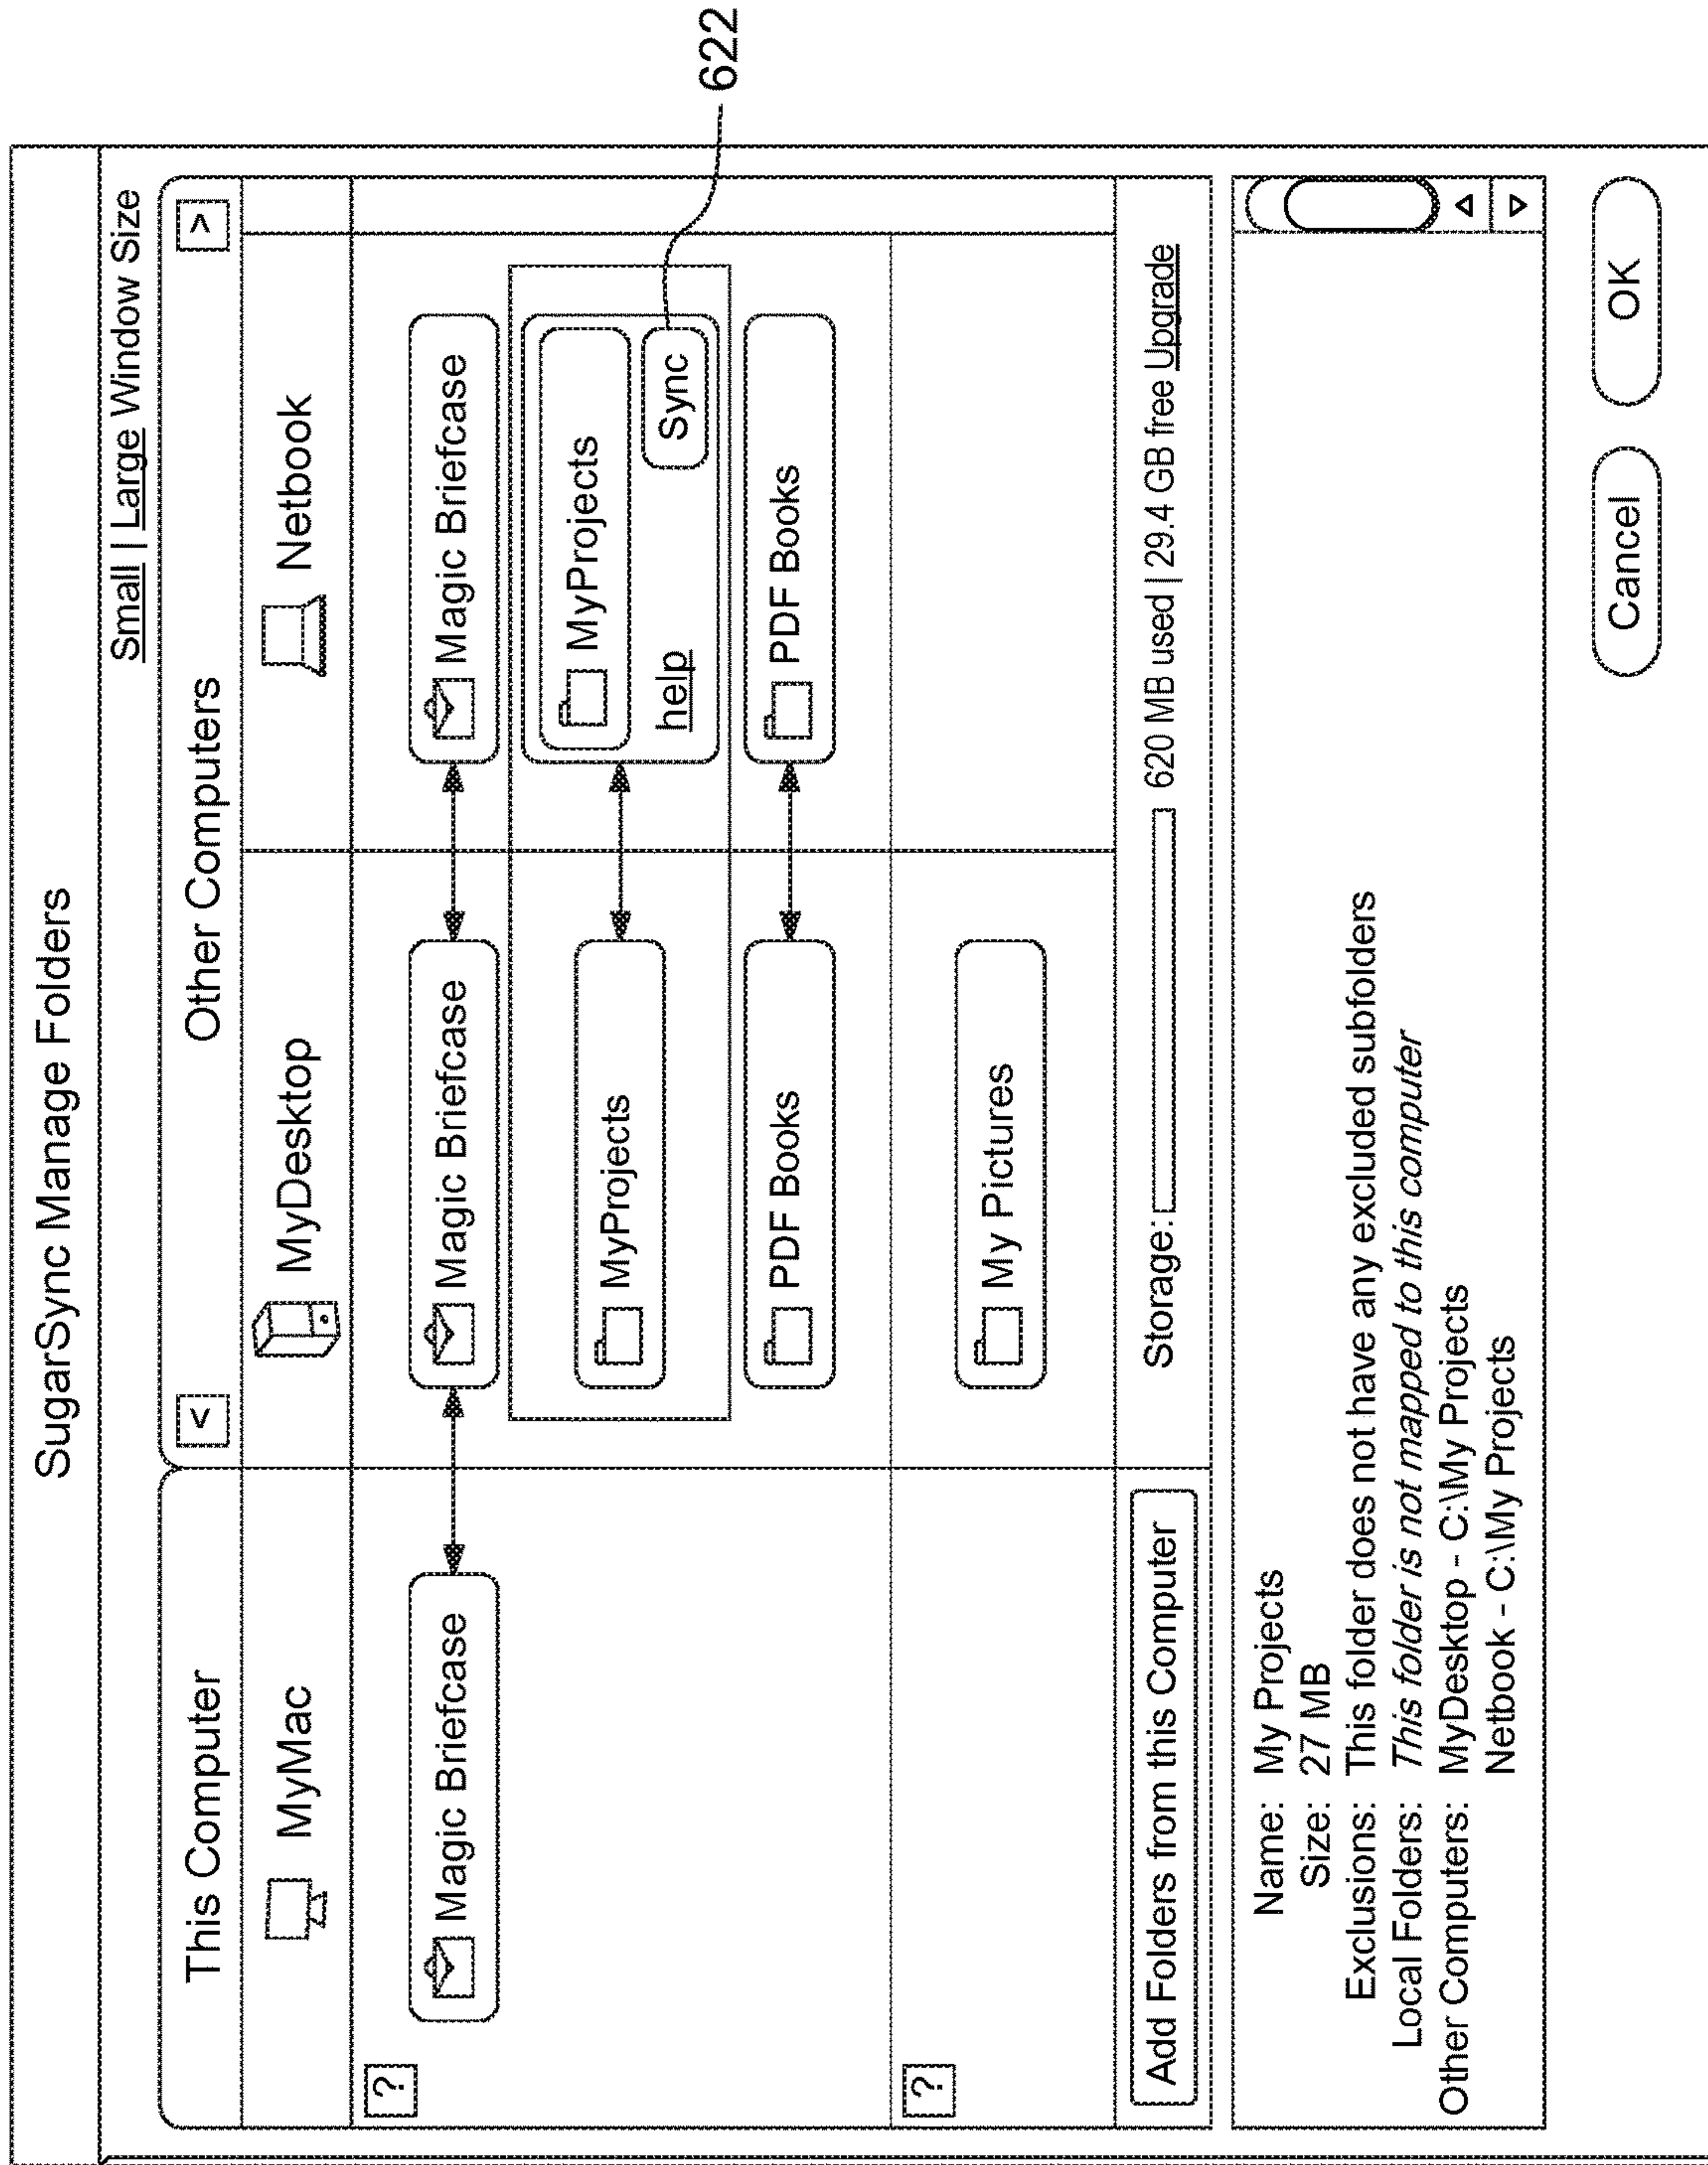 SugarSync Manage Folders
Small | Large Window Size
This Computer
<
Other Computers
>
MyMac
MyDesktop
Netbook
?
Magic Briefcase
Magic Briefcase
Magic Briefcase
MyProjects
MyProjects
help
Sync
622
PDF Books
PDF Books
?
My Pictures
Add Folders from this Computer
Storage: 620 MB used | 29.4 GB free Upgrade
Name: My Projects
Size: 27 MB
Exclusions: This folder does not have any excluded subfolders
Local Folders: This folder is not mapped to this computer
Other Computers: MyDesktop - C:\My Projects
Netbook - C:\My Projects
Cancel
OK